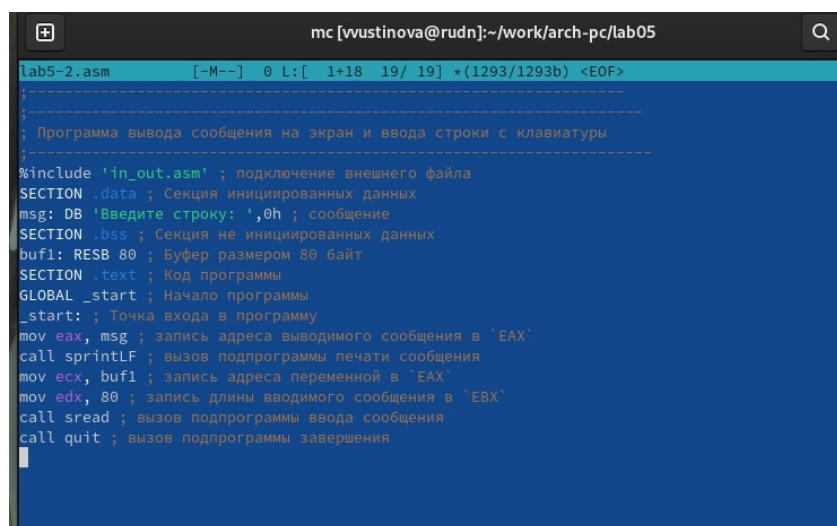 mc [vvustinova@rudn]:~/work/arch-pc/lab05
lab5-2.asm [-M--] 0 L:[ 1+18 19/ 19] *(1293/1293b) <EOF>
;------------------------------------------------------------------
;--------------------------------------------------------------------
; Программа вывода сообщения на экран и ввода строки с клавиатуры
;---------------------------------------------------------------------
%include 'in_out.asm' ; подключение внешнего файла
SECTION .data ; Секция инициированных данных
msg: DB 'Введите строку: ',0h ; сообщение
SECTION .bss ; Секция не инициированных данных
buf1: RESB 80 ; Буфер размером 80 байт
SECTION .text ; Код программы
GLOBAL _start ; Начало программы
_start: ; Точка входа в программу
mov eax, msg ; запись адреса выводимого сообщения в `EAX`
call sprintLF ; вызов подпрограммы печати сообщения
mov ecx, buf1 ; запись адреса переменной в `EAX`
mov edx, 80 ; запись длины вводимого сообщения в `EBX`
call sread ; вызов подпрограммы ввода сообщения
call quit ; вызов подпрограммы завершения